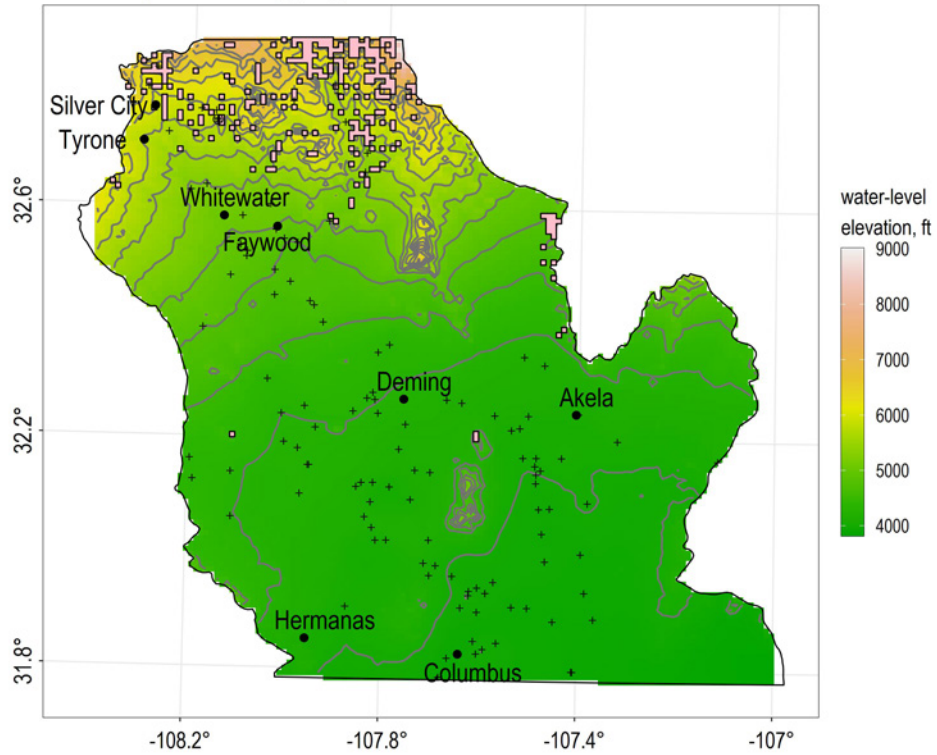 Silver City
Tyrone
Whitewater
Faywood
Deming
Akela
Hermanas
Columbus
32.6°
32.2°
31.8°
-108.2°
-107.8°
-107.4°
-107°
water-level
elevation, ft
9000
8000
7000
6000
5000
4000